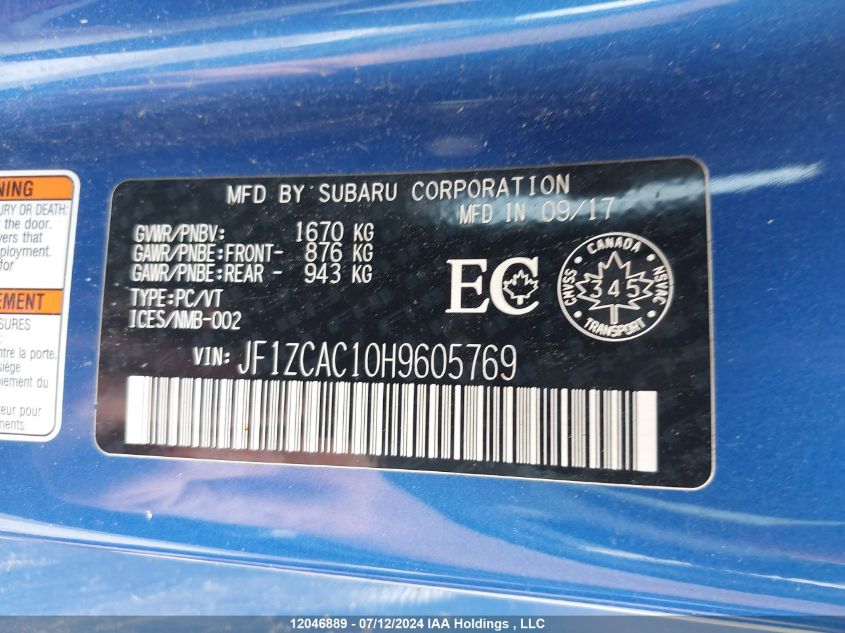 NING
URY OR DEATH:
the door.
vers that
ployment.
for
EMENT
SURES
ntre la porte.
siège
oiement du
eur pour
ments.
MFD BY SUBARU CORPORATION
MFD IN 09/17
GVWR/PNBV: 1670 KG
GAWR/PNBE:FRONT- 876 KG
GAWR/PNBE:REAR - 943 KG
TYPE:PC/VT
ICES/NMB-002
EC
CANADA
CMVSS 345 NSVAC
TRANSPORT
VIN: JF1ZCAC10H9605769
12046889 - 07/12/2024 IAA Holdings , LLC